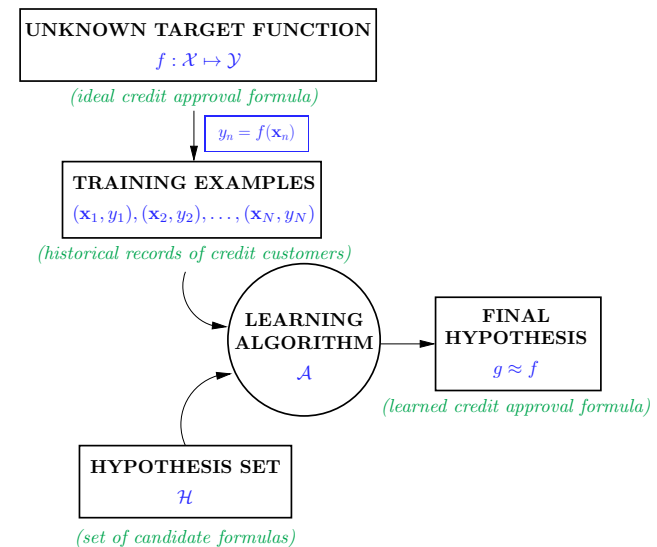 UNKNOWN TARGET FUNCTION
f : 𝒳 ↦ 𝒴
(ideal credit approval formula)
yₙ = f(𝐱ₙ)
TRAINING EXAMPLES
(𝐱₁, y₁), (𝐱₂, y₂), . . . , (𝐱_N, y_N)
(historical records of credit customers)
LEARNING
ALGORITHM
𝒜
FINAL
HYPOTHESIS
g ≈ f
(learned credit approval formula)
HYPOTHESIS SET
ℋ
(set of candidate formulas)